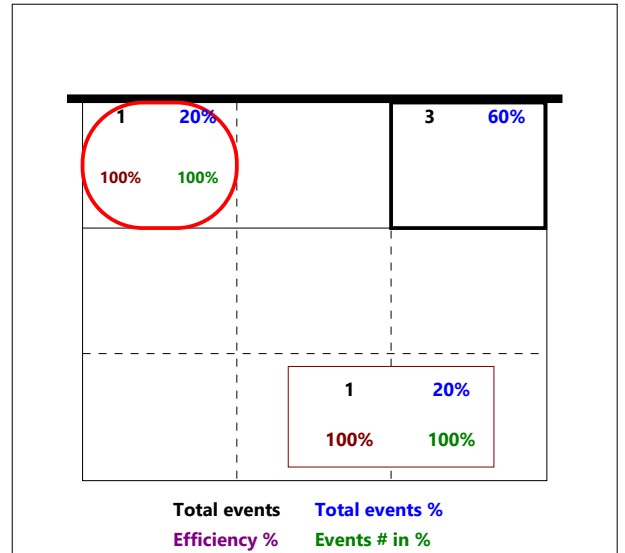 1 20% 3 60%
100% 100%
1 20%
100% 100%
Total events Total events %
Efficiency % Events # in %